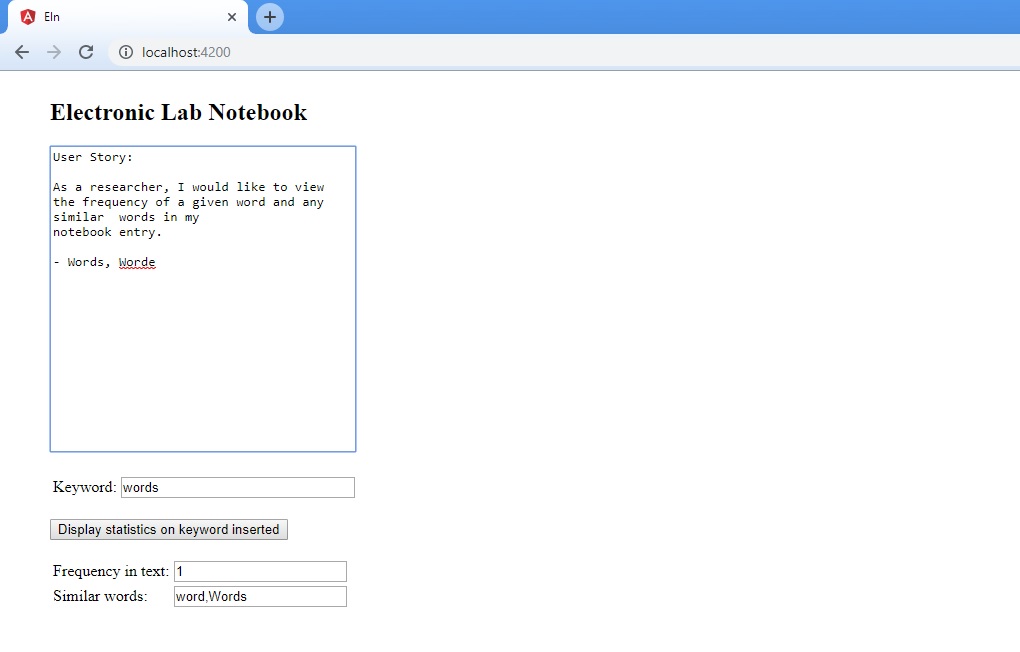 Eln
localhost:4200
Electronic Lab Notebook
User Story:
As a researcher, I would like to view
the frequency of a given word and any
similar  words in my
notebook entry.
- Words, Worde
Keyword: words
Display statistics on keyword inserted
Frequency in text: 1
Similar words: word,Words